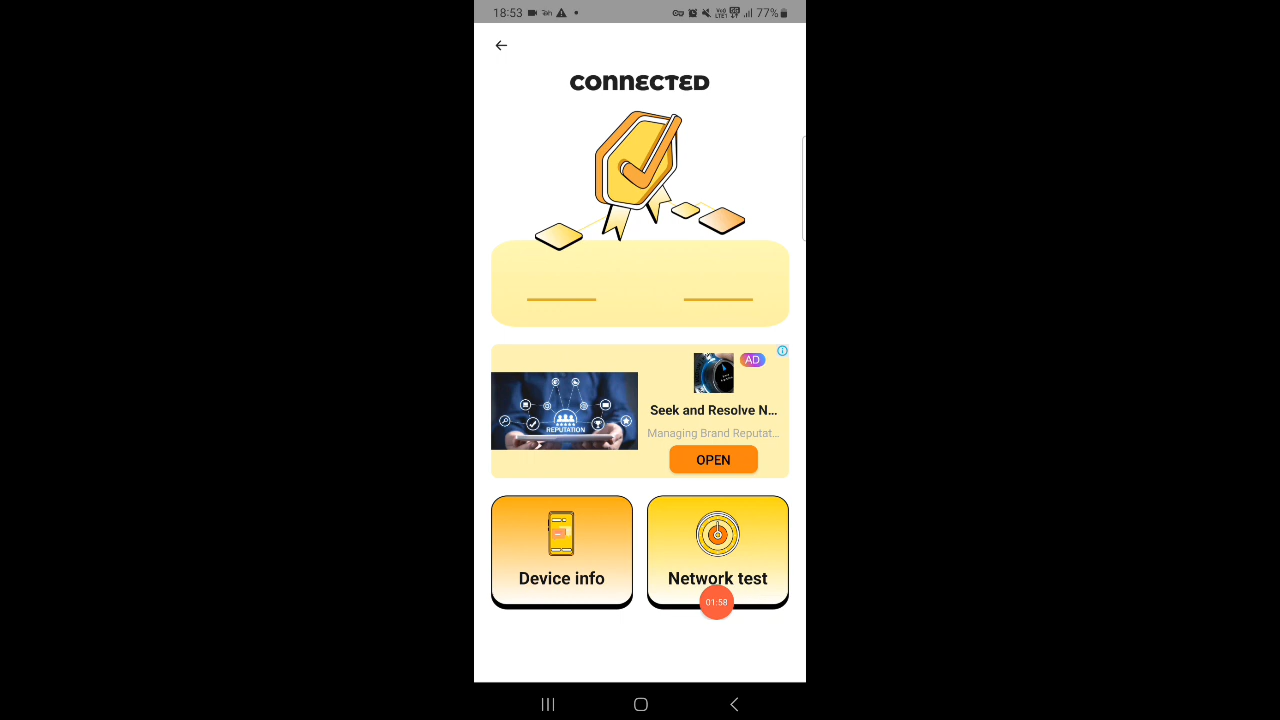 18:53
77%
CONNECTED
AD
Seek and Resolve N...
Managing Brand Reputat...
REPUTATION
OPEN
Device info
Network test
01:58